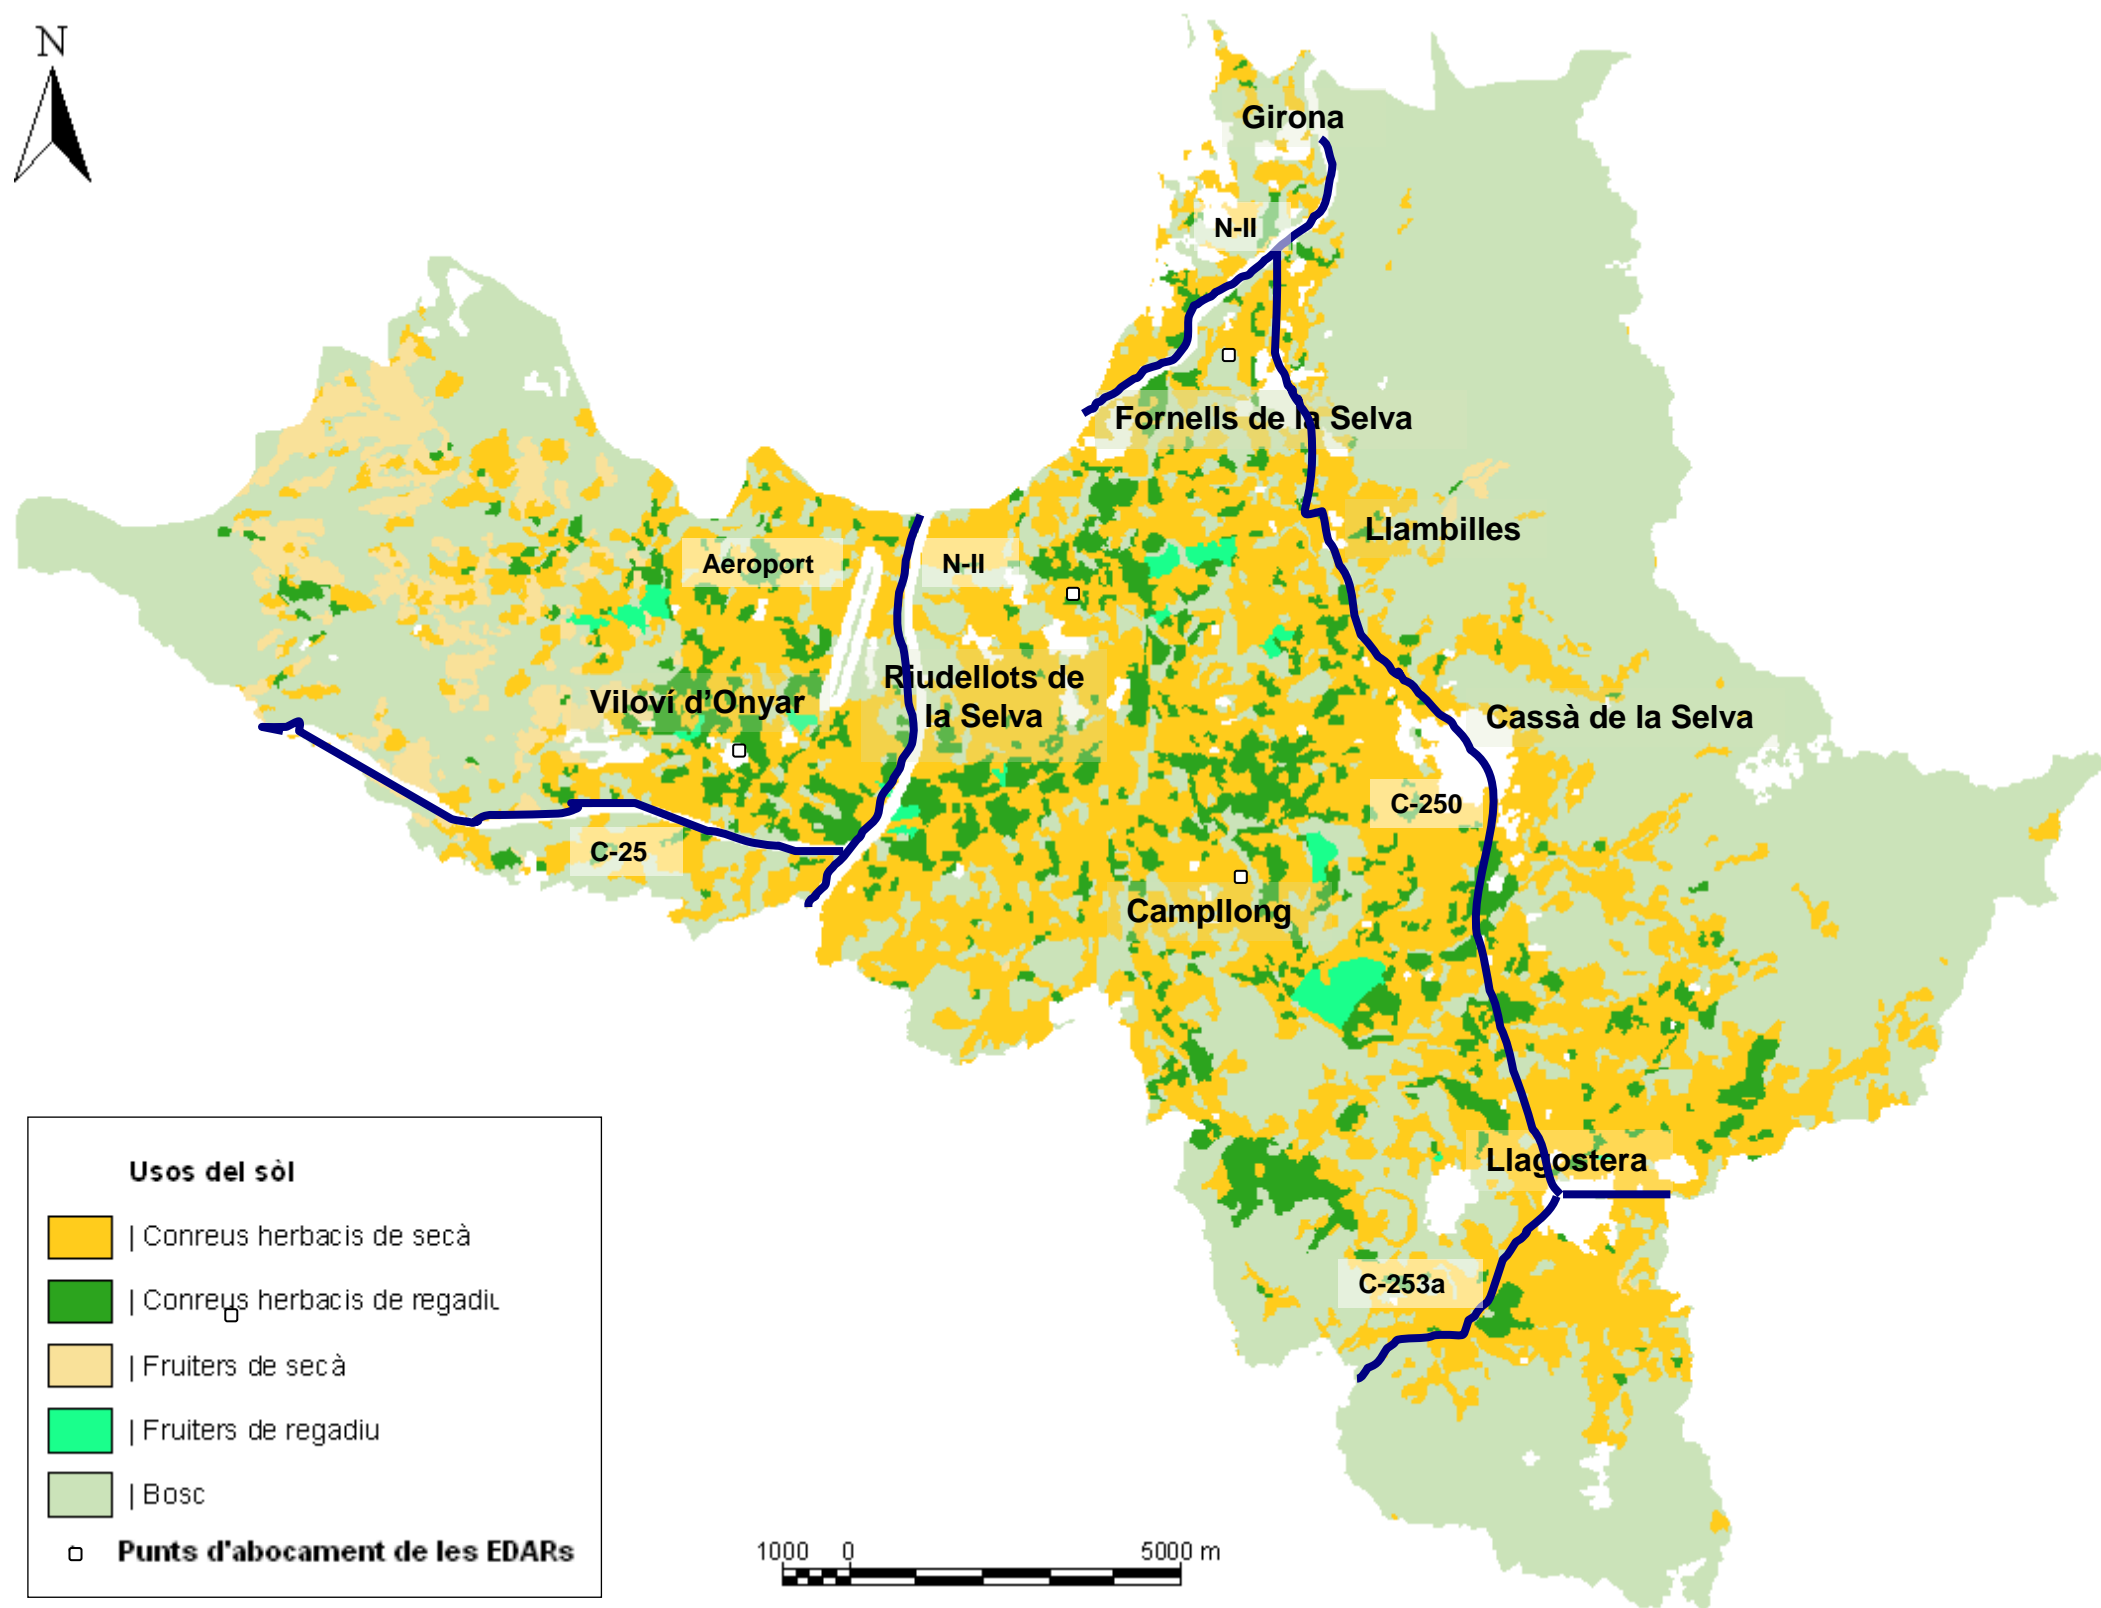 N
Girona
N-II
Fornells de la Selva
Llambilles
Aeroport
N-II
Riudellots de
la Selva
Viloví d’Onyar
Cassà de la Selva
C-250
C-25
Campllong
Llagostera
C-253a
Usos del sòl
| Conreus herbacis de secà
| Conreus herbacis de regadiu
| Fruiters de secà
| Fruiters de regadiu
| Bosc
Punts d'abocament de les EDARs
1000 0 5000 m